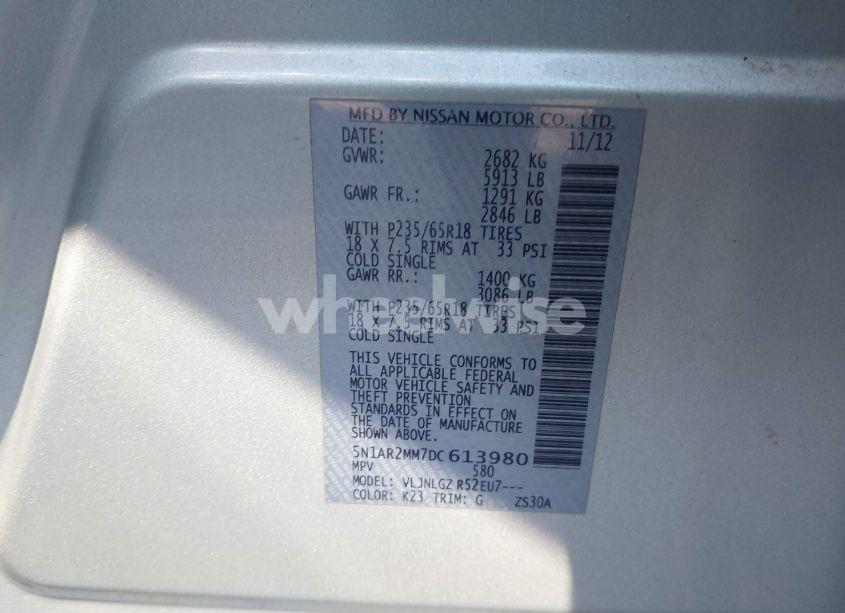 MFD BY NISSAN MOTOR CO., LTD.
DATE: 11/12
GVWR: 2682 KG
5913 LB
GAWR FR.: 1291 KG
2846 LB
WITH P235/65R18 TIRES
18 X 7.5 RIMS AT 33 PSI
COLD SINGLE
GAWR RR.: 1400 KG
3086 LB
WITH P235/65R18 TIRES
18 X 7.5 RIMS AT 33 PSI
COLD SINGLE
wheelwise
THIS VEHICLE CONFORMS TO
ALL APPLICABLE FEDERAL
MOTOR VEHICLE SAFETY AND
THEFT PREVENTION
STANDARDS IN EFFECT ON
THE DATE OF MANUFACTURE
SHOWN ABOVE.
5N1AR2MM7DC613980
MPV 580
MODEL: VLJNLGZ R52EU7---
COLOR: K23 TRIM: G ZS30A